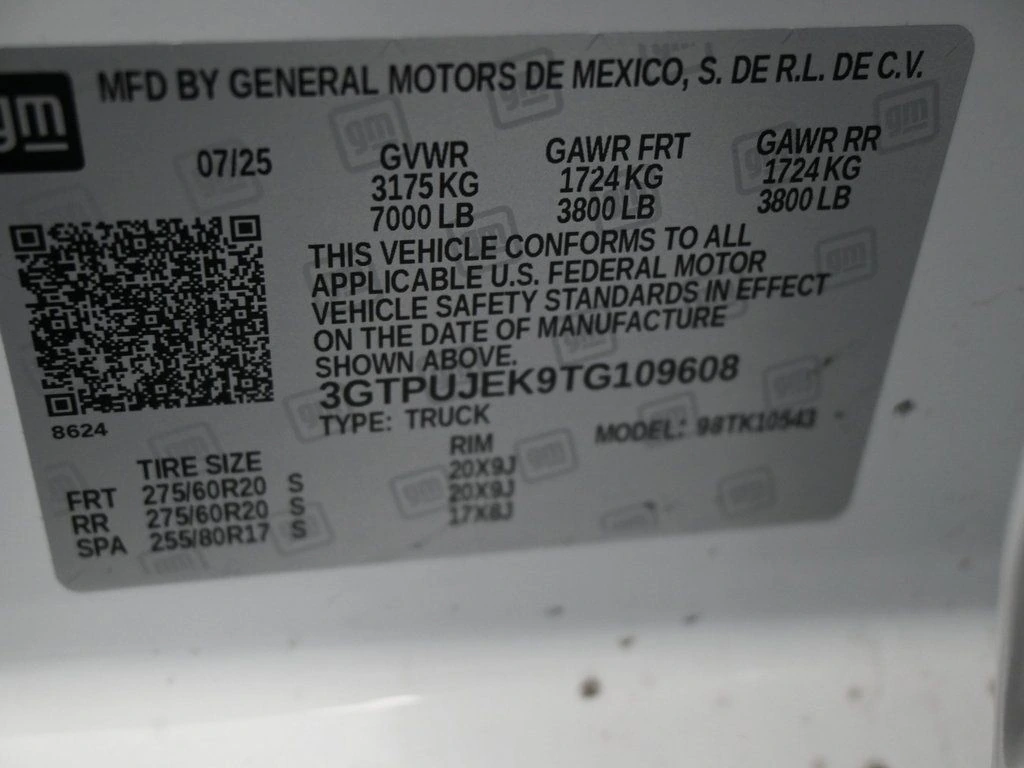 gm
MFD BY GENERAL MOTORS DE MEXICO, S. DE R.L. DE C.V.
07/25 GVWR GAWR FRT GAWR RR
3175 KG 1724 KG 1724 KG
7000 LB 3800 LB 3800 LB
THIS VEHICLE CONFORMS TO ALL
APPLICABLE U.S. FEDERAL MOTOR
VEHICLE SAFETY STANDARDS IN EFFECT
ON THE DATE OF MANUFACTURE
SHOWN ABOVE.
3GTPUJEK9TG109608
TYPE: TRUCK MODEL: 98TK10543
8624
TIRE SIZE RIM
FRT 275/60R20 S 20X9J
RR 275/60R20 S 20X9J
SPA 255/80R17 S 17X8J